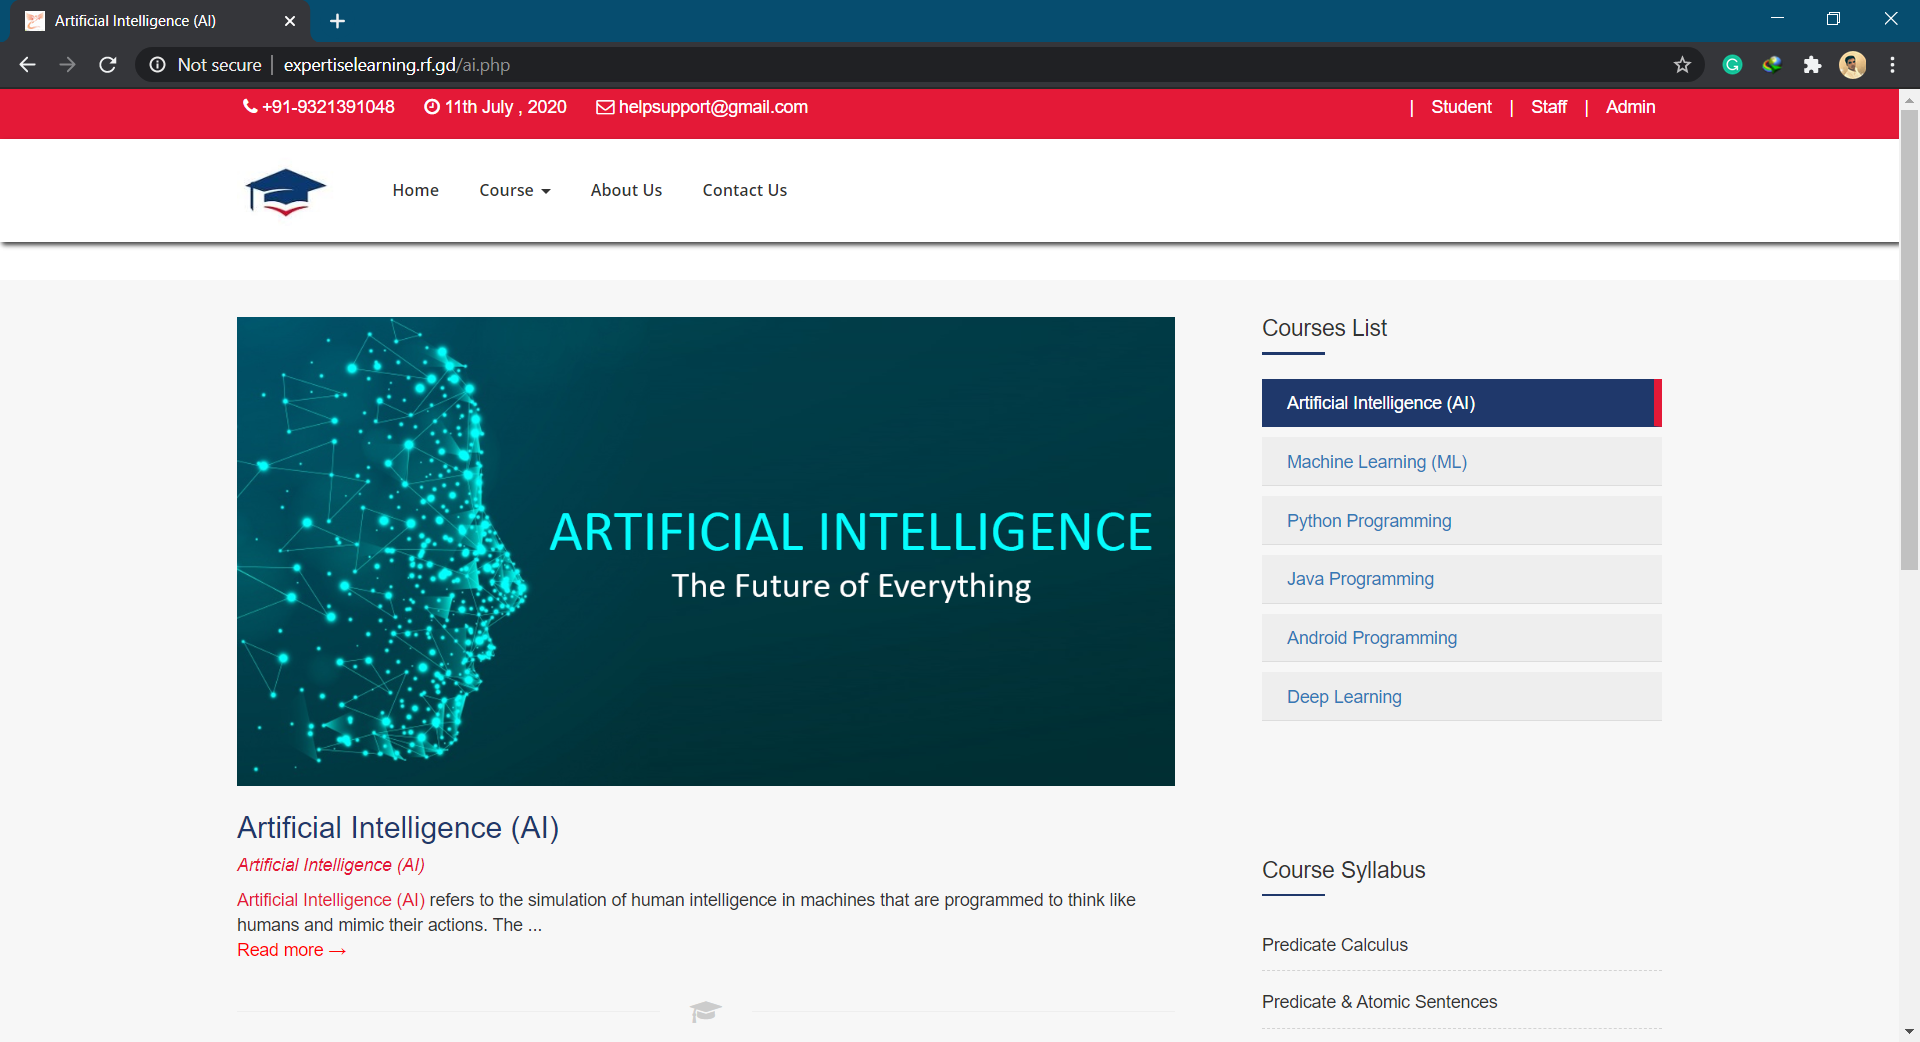 Artificial Intelligence (AI)
Not secure | expertiselearning.rf.gd/ai.php
+91-9321391048 11th July , 2020 helpsupport@gmail.com | Student | Staff | Admin
Home Course About Us Contact Us
ARTIFICIAL INTELLIGENCE
The Future of Everything
Artificial Intelligence (AI)
Artificial Intelligence (AI)
Artificial Intelligence (AI) refers to the simulation of human intelligence in machines that are programmed to think like
humans and mimic their actions. The ...
Read more →
Courses List
Artificial Intelligence (AI)
Machine Learning (ML)
Python Programming
Java Programming
Android Programming
Deep Learning
Course Syllabus
Predicate Calculus
Predicate & Atomic Sentences